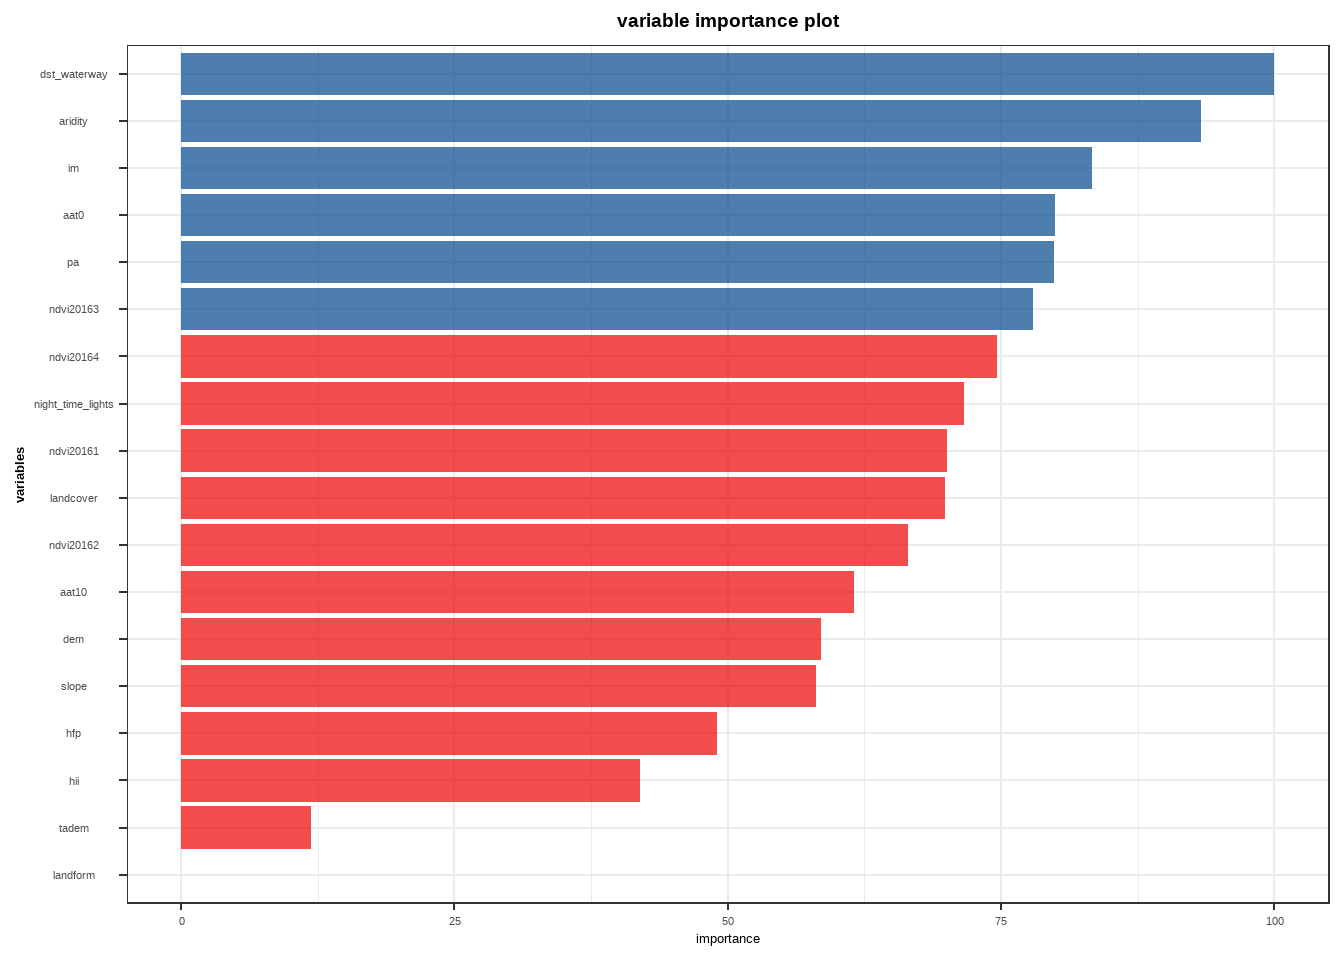 variable importance plot
dst_waterway
aridity
im
aat0
pa
ndvi20163
ndvi20164
night_time_lights
ndvi20161
landcover
ndvi20162
aat10
dem
slope
hfp
hii
tadem
landform
variables
0 25 50 75 100
importance